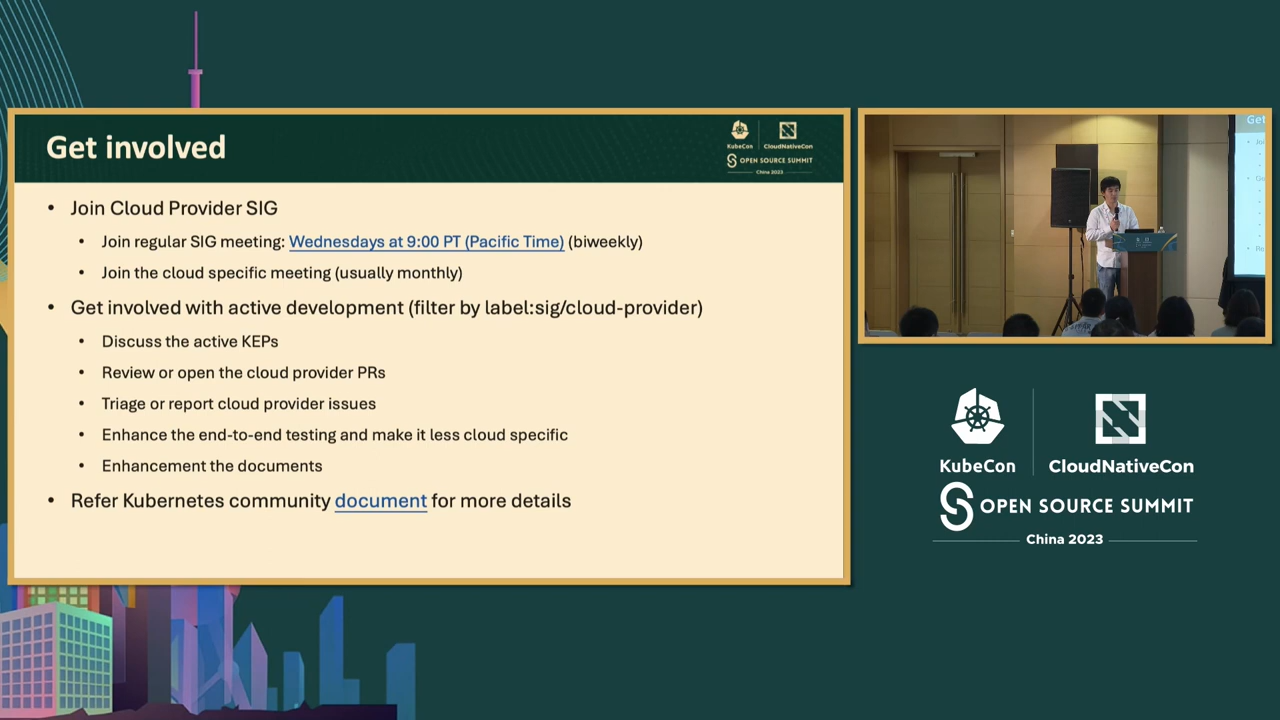 Get involved
KubeCon
CloudNativeCon
OPEN SOURCE SUMMIT
China 2023
• Join Cloud Provider SIG
• Join regular SIG meeting: Wednesdays at 9:00 PT (Pacific Time) (biweekly)
• Join the cloud specific meeting (usually monthly)
• Get involved with active development (filter by label:sig/cloud-provider)
• Discuss the active KEPs
• Review or open the cloud provider PRs
• Triage or report cloud provider issues
• Enhance the end-to-end testing and make it less cloud specific
• Enhancement the documents
• Refer Kubernetes community document for more details
Get
KubeCon
CloudNativeCon
OPEN SOURCE SUMMIT
China 2023